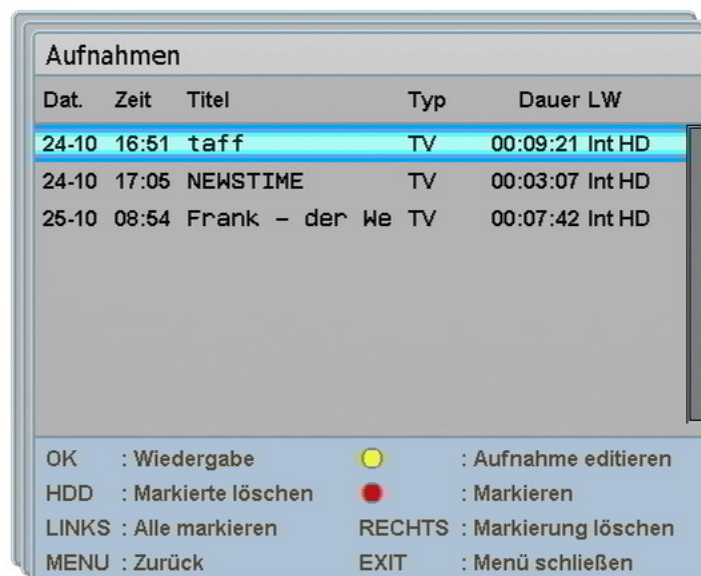 Aufnahmen
Dat. Zeit Titel Typ Dauer LW
24-10 16:51 taff TV 00:09:21 Int HD
24-10 17:05 NEWSTIME TV 00:03:07 Int HD
25-10 08:54 Frank – der We TV 00:07:42 Int HD
OK : Wiedergabe : Aufnahme editieren
HDD : Markierte löschen : Markieren
LINKS : Alle markieren RECHTS : Markierung löschen
MENU : Zurück EXIT : Menü schließen